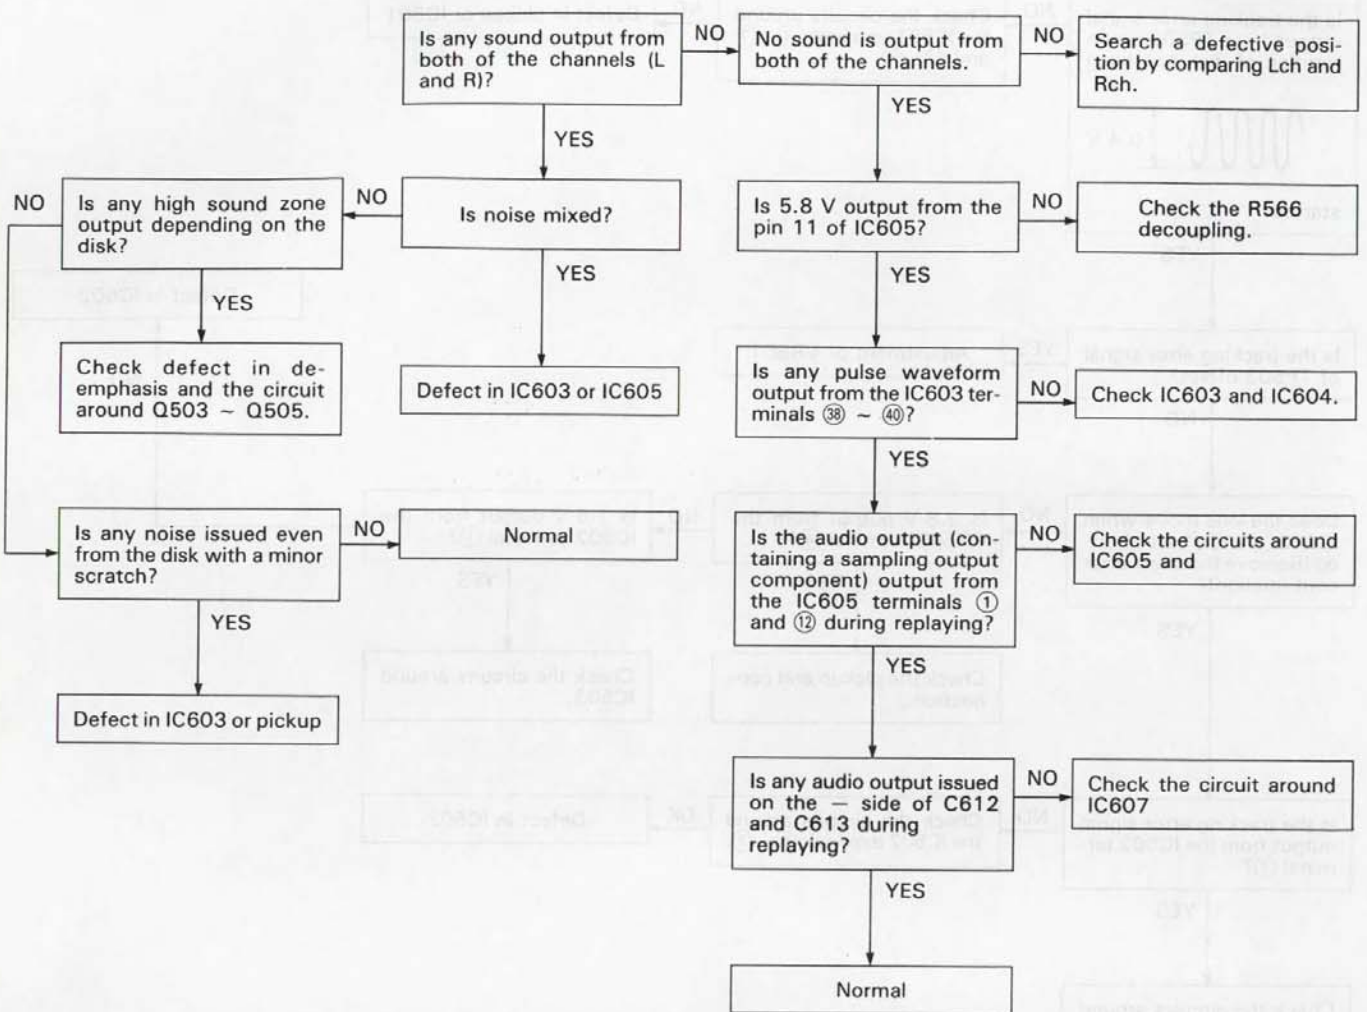 Is any sound output from
both of the channels (L
and R)?
NO
No sound is output from
both of the channels.
NO
Search a defective posi-
tion by comparing Lch and
Rch.
YES
YES
NO
Is any high sound zone
output depending on the
disk?
NO
Is noise mixed?
Is 5.8 V output from the
pin 11 of IC605?
NO
Check the R566
decoupling.
YES
YES
YES
Check defect in de-
emphasis and the circuit
around Q503 ~ Q505.
Defect in IC603 or IC605
Is any pulse waveform
output from the IC603 ter-
minals ㊳ ~ ㊵?
NO
Check IC603 and IC604.
YES
Is any noise issued even
from the disk with a minor
scratch?
NO
Normal
Is the audio output (con-
taining a sampling output
component) output from
the IC605 terminals ①
and ⑫ during replaying?
NO
Check the circuits around
IC605 and
YES
YES
Defect in IC603 or pickup
Is any audio output issued
on the — side of C612
and C613 during
replaying?
NO
Check the circuit around
IC607
YES
Normal